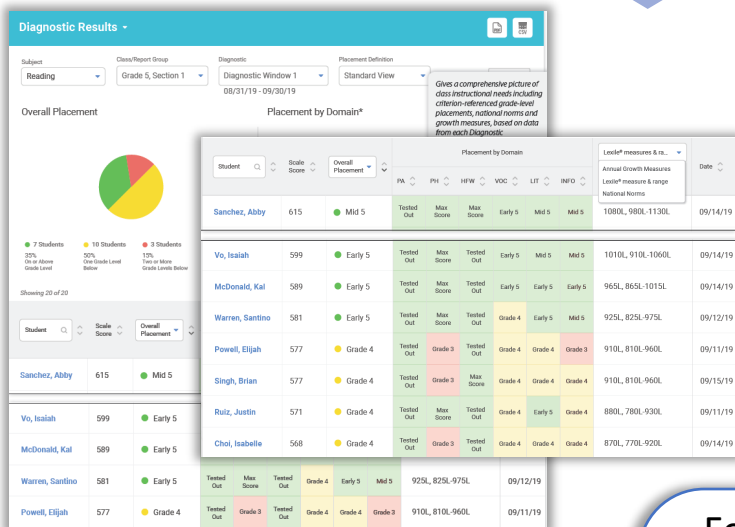 Diagnostic Results
PDF
CSV
Subject
Class/Report Group
Diagnostic
Placement Definition
Reading
Grade 5, Section 1
Diagnostic Window 1
Standard View
08/31/19 - 09/30/19
Gives a comprehensive picture of
class instructional needs including
criterion-referenced grade-level
placements, national norms and
growth measures, based on data
from each Diagnostic
Overall Placement
Placement by Domain*
7 Students
10 Students
3 Students
35%
On or Above
Grade Level
50%
One Grade Level
Below
15%
Two or More
Grade Levels Below
Showing 20 of 20
Student Scale Score Overall Placement
Sanchez, Abby 615 Mid 5
Vo, Isaiah 599 Early 5
McDonald, Kal 589 Early 5
Warren, Santino 581 Early 5 Tested Out Max Score Tested Out Grade 4 Early 5 Mid 5 925L, 825L-975L 09/12/19
Powell, Elijah 577 Grade 4 Tested Out Grade 3 Tested Out Grade 4 Grade 4 Grade 3 910L, 810L-960L 09/11/19
Placement by Domain
Student Scale Score Overall Placement PA PH HFW VOC LIT INFO Lexile® measures & ra... Date
Annual Growth Measures
Lexile® measure & range
National Norms
Sanchez, Abby 615 Mid 5 Tested Out Max Score Max Score Early 5 Mid 5 Mid 5 1080L, 980L-1130L 09/14/19
Vo, Isaiah 599 Early 5 Tested Out Max Score Tested Out Early 5 Mid 5 Mid 5 1010L, 910L-1060L 09/14/19
McDonald, Kal 589 Early 5 Tested Out Max Score Tested Out Early 5 Early 5 Early 5 965L, 865L-1015L 09/14/19
Warren, Santino 581 Early 5 Tested Out Max Score Tested Out Grade 4 Early 5 Mid 5 925L, 825L-975L 09/12/19
Powell, Elijah 577 Grade 4 Tested Out Grade 3 Tested Out Grade 4 Grade 4 Grade 3 910L, 810L-960L 09/11/19
Singh, Brian 577 Grade 4 Tested Out Grade 3 Max Score Grade 4 Grade 4 Grade 4 910L, 810L-960L 09/15/19
Ruiz, Justin 571 Grade 4 Tested Out Max Score Tested Out Grade 4 Early 5 Grade 4 880L, 780L-930L 09/11/19
Choi, Isabelle 568 Grade 4 Tested Out Grade 3 Tested Out Grade 4 Grade 4 Grade 4 870L, 770L-920L 09/14/19